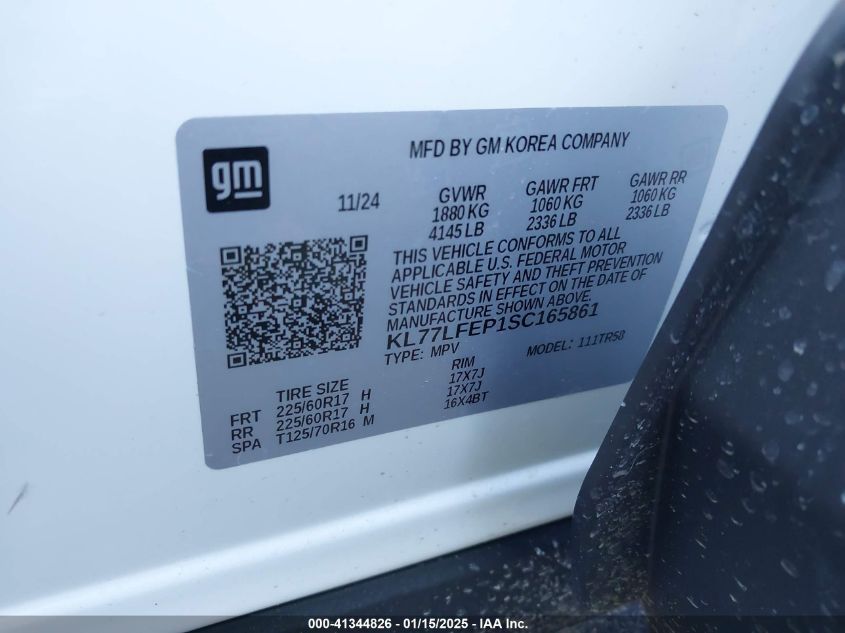 gm
MFD BY GM KOREA COMPANY
11/24
GVWR
1880 KG
4145 LB
GAWR FRT
1060 KG
2336 LB
GAWR RR
1060 KG
2336 LB
THIS VEHICLE CONFORMS TO ALL
APPLICABLE U.S. FEDERAL MOTOR
VEHICLE SAFETY AND THEFT PREVENTION
STANDARDS IN EFFECT ON THE DATE OF
MANUFACTURE SHOWN ABOVE.
KL77LFEP1SC165861
TYPE: MPV MODEL: 111TR58
TIRE SIZE RIM
FRT 225/60R17 H 17X7J
RR 225/60R17 H 17X7J
SPA T125/70R16 M 16X4BT
000-41344826 - 01/15/2025 - IAA Inc.